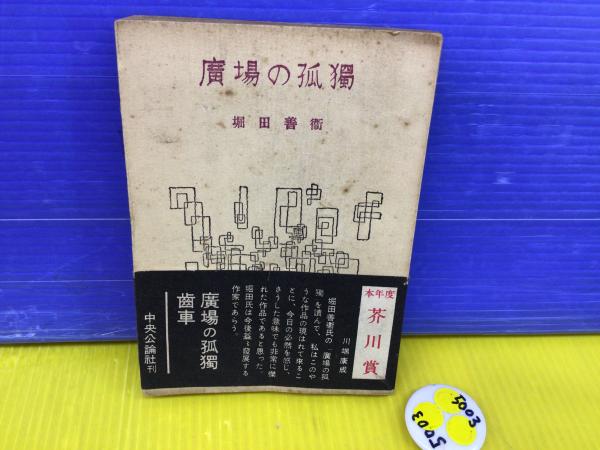 廣場の孤獨
堀田善衞
本年度
芥川賞
川端康成
堀田善衞氏の「廣場の孤
獨」を讀んで、私はこのや
うな作品の現はれて來るこ
とに、今日の必然を感じ、
さうした意味でも非常に傑
れた作品であると思つた。
堀田氏は今後益々發展する
作家であらう。
廣場の孤獨
齒車
中央公論社刊
5003
5003